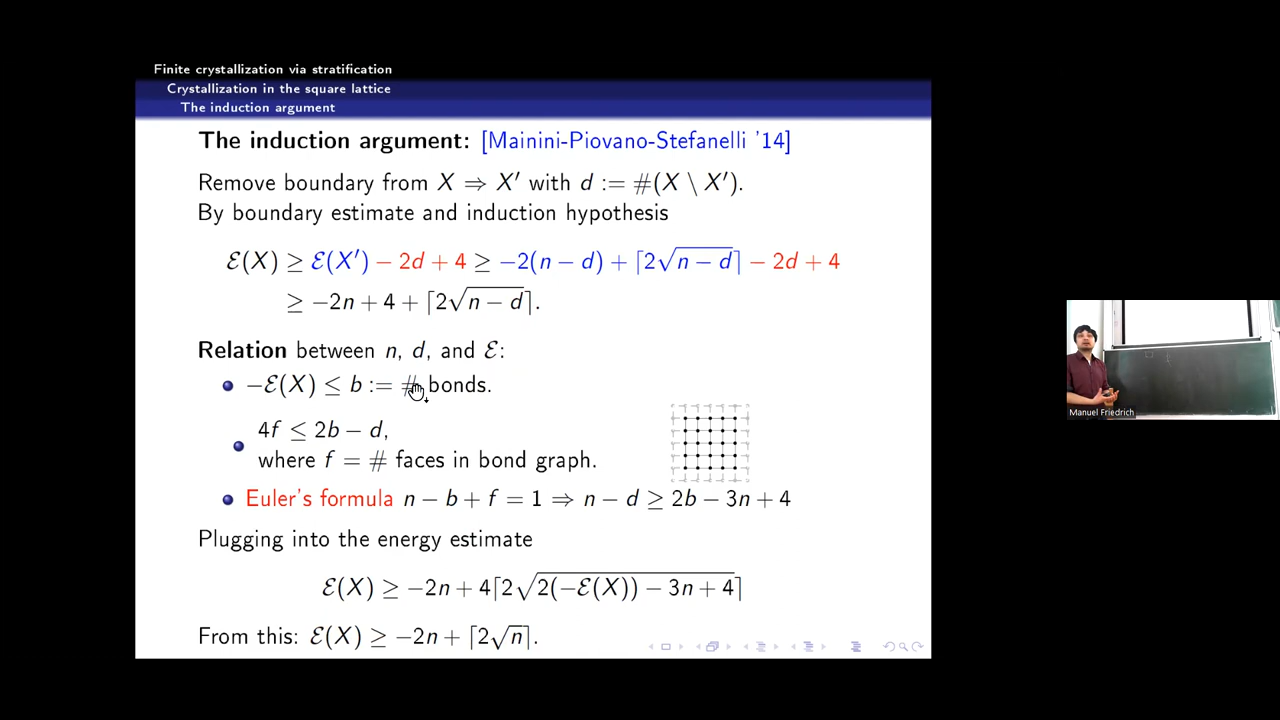 Finite crystallization via stratification
Crystallization in the square lattice
The induction argument
The induction argument: [Mainini-Piovano-Stefanelli '14]
Remove boundary from X ⇒ X′ with d := #(X \ X′).
By boundary estimate and induction hypothesis
ℰ(X) ≥ ℰ(X′) − 2d + 4 ≥ −2(n − d) + ⌈2√(n − d)⌉ − 2d + 4
≥ −2n + 4 + ⌈2√(n − d)⌉.
Relation between n, d, and ℰ:
−ℰ(X) ≤ b := # bonds.
4f ≤ 2b − d,
where f = # faces in bond graph.
Euler's formula n − b + f = 1 ⇒ n − d ≥ 2b − 3n + 4
Plugging into the energy estimate
ℰ(X) ≥ −2n + 4⌈2√(2(−ℰ(X)) − 3n + 4)⌉
From this: ℰ(X) ≥ −2n + ⌈2√n⌉.
Manuel Friedrich